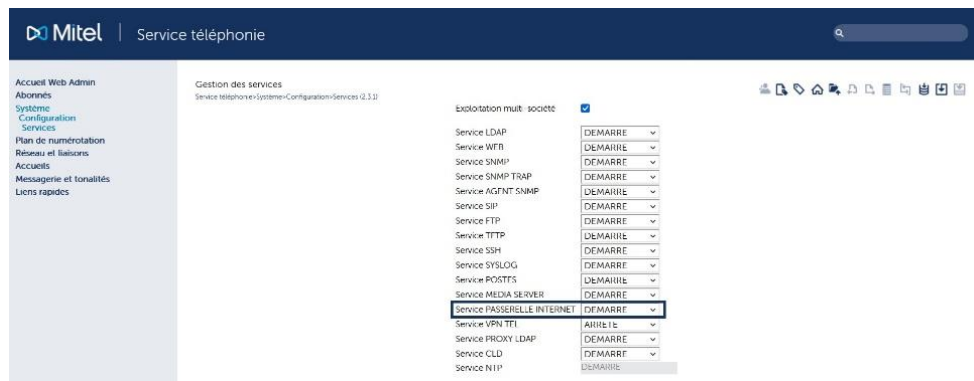 Mitel | Service téléphonie
Accueil Web Admin
Abonnés
Système
Configuration
Services
Plan de numérotation
Réseau et liaisons
Accueils
Messagerie et tonalités
Liens rapides
Gestion des services
Service téléphonie>Système>Configuration>Services (2.3.1)
Exploitation multi-société
Service LDAP DEMARRE
Service WEB DEMARRE
Service SNMP DEMARRE
Service SNMP TRAP DEMARRE
Service AGENT SNMP DEMARRE
Service SIP DEMARRE
Service FTP DEMARRE
Service TFTP DEMARRE
Service SSH DEMARRE
Service SYSLOG DEMARRE
Service POSTES DEMARRE
Service MEDIA SERVER DEMARRE
Service PASSERELLE INTERNET DEMARRE
Service VPN TEL ARRETE
Service PROXY LDAP DEMARRE
Service CLD DEMARRE
Service NTP DEMARRE